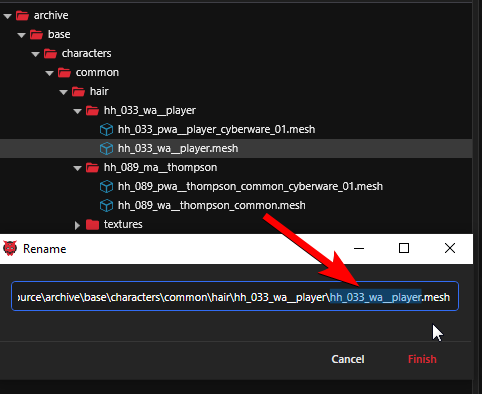 archive
base
characters
common
hair
hh_033_wa__player
hh_033_pwa__player_cyberware_01.mesh
hh_033_wa__player.mesh
hh_089_ma__thompson
hh_089_pwa__thompson_common_cyberware_01.mesh
hh_089_wa__thompson_common.mesh
textures
Rename
ource\archive\base\characters\common\hair\hh_033_wa__player\hh_033_wa__player.mesh
Cancel
Finish